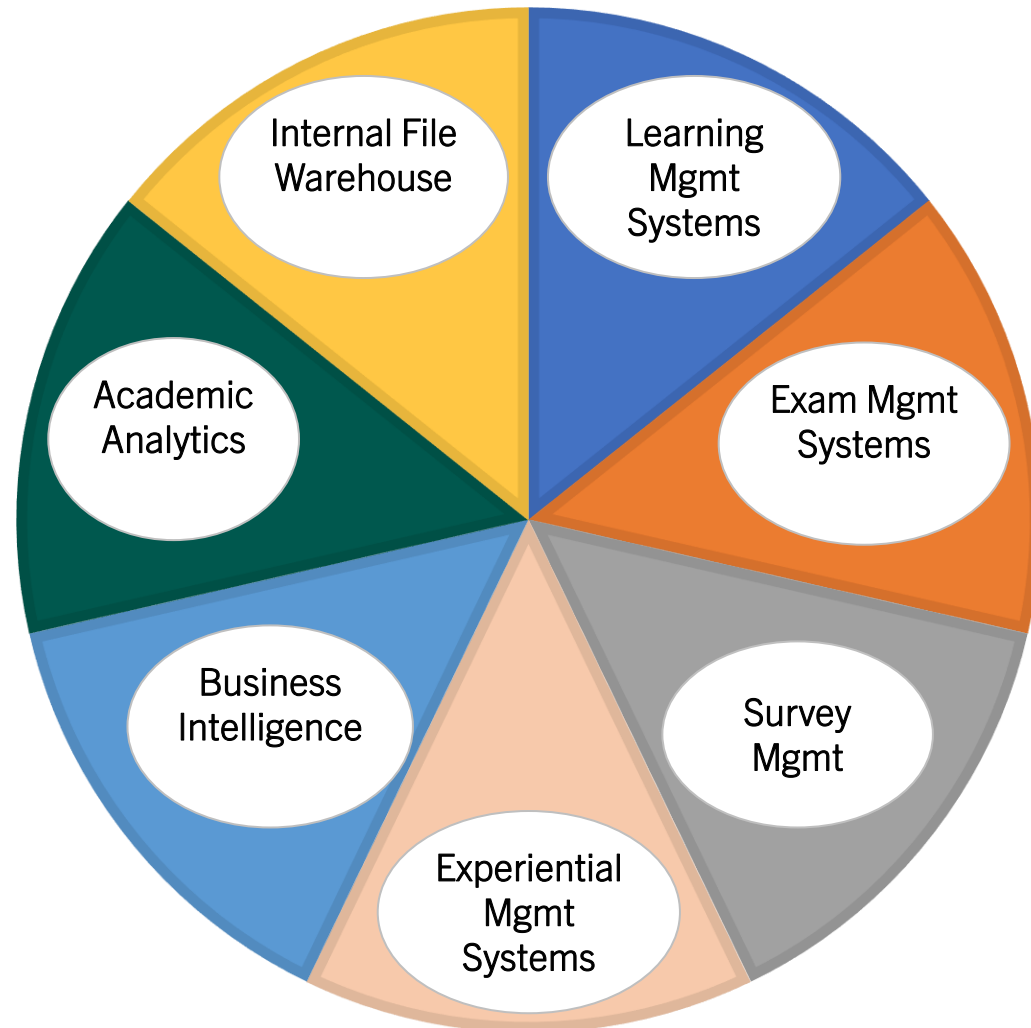 Internal File
Warehouse
Learning
Mgmt
Systems
Academic
Analytics
Exam Mgmt
Systems
Business
Intelligence
Survey
Mgmt
Experiential
Mgmt
Systems